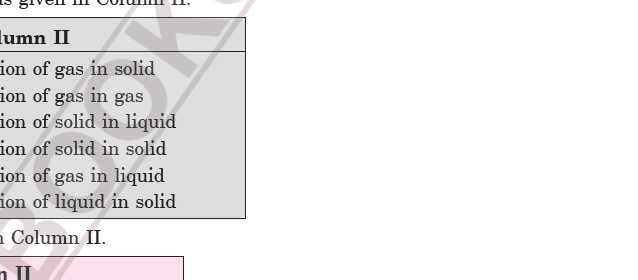 s given in Column II.
lumn II
ion of gas in solid
ion of gas in gas
ion of solid in liquid
ion of solid in solid
ion of gas in liquid
ion of liquid in solid
n Column II.
n II
BOOK